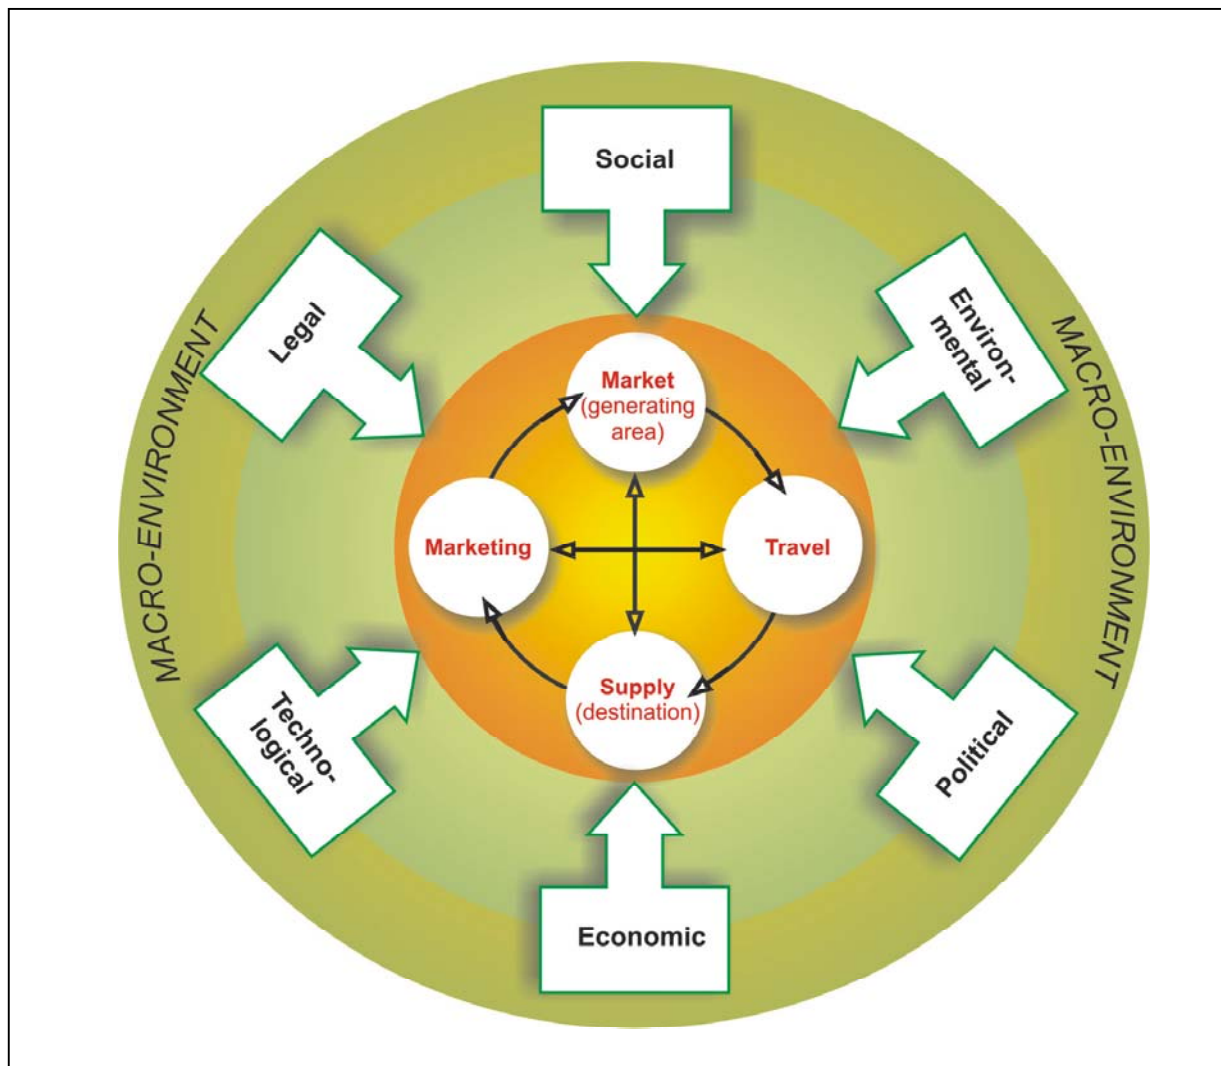 Social
Legal
Environ-
mental
MACRO-ENVIRONMENT
MACRO-ENVIRONMENT
Market
(generating
area)
Marketing
Travel
Supply
(destination)
Techno-
logical
Political
Economic